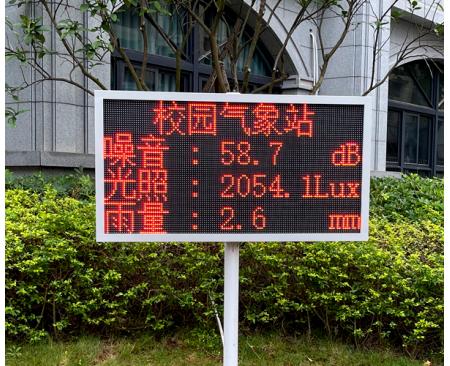 校园气象站
噪音 : 58.7 dB
光照 : 2054.1Lux
雨量 : 2.6 mm